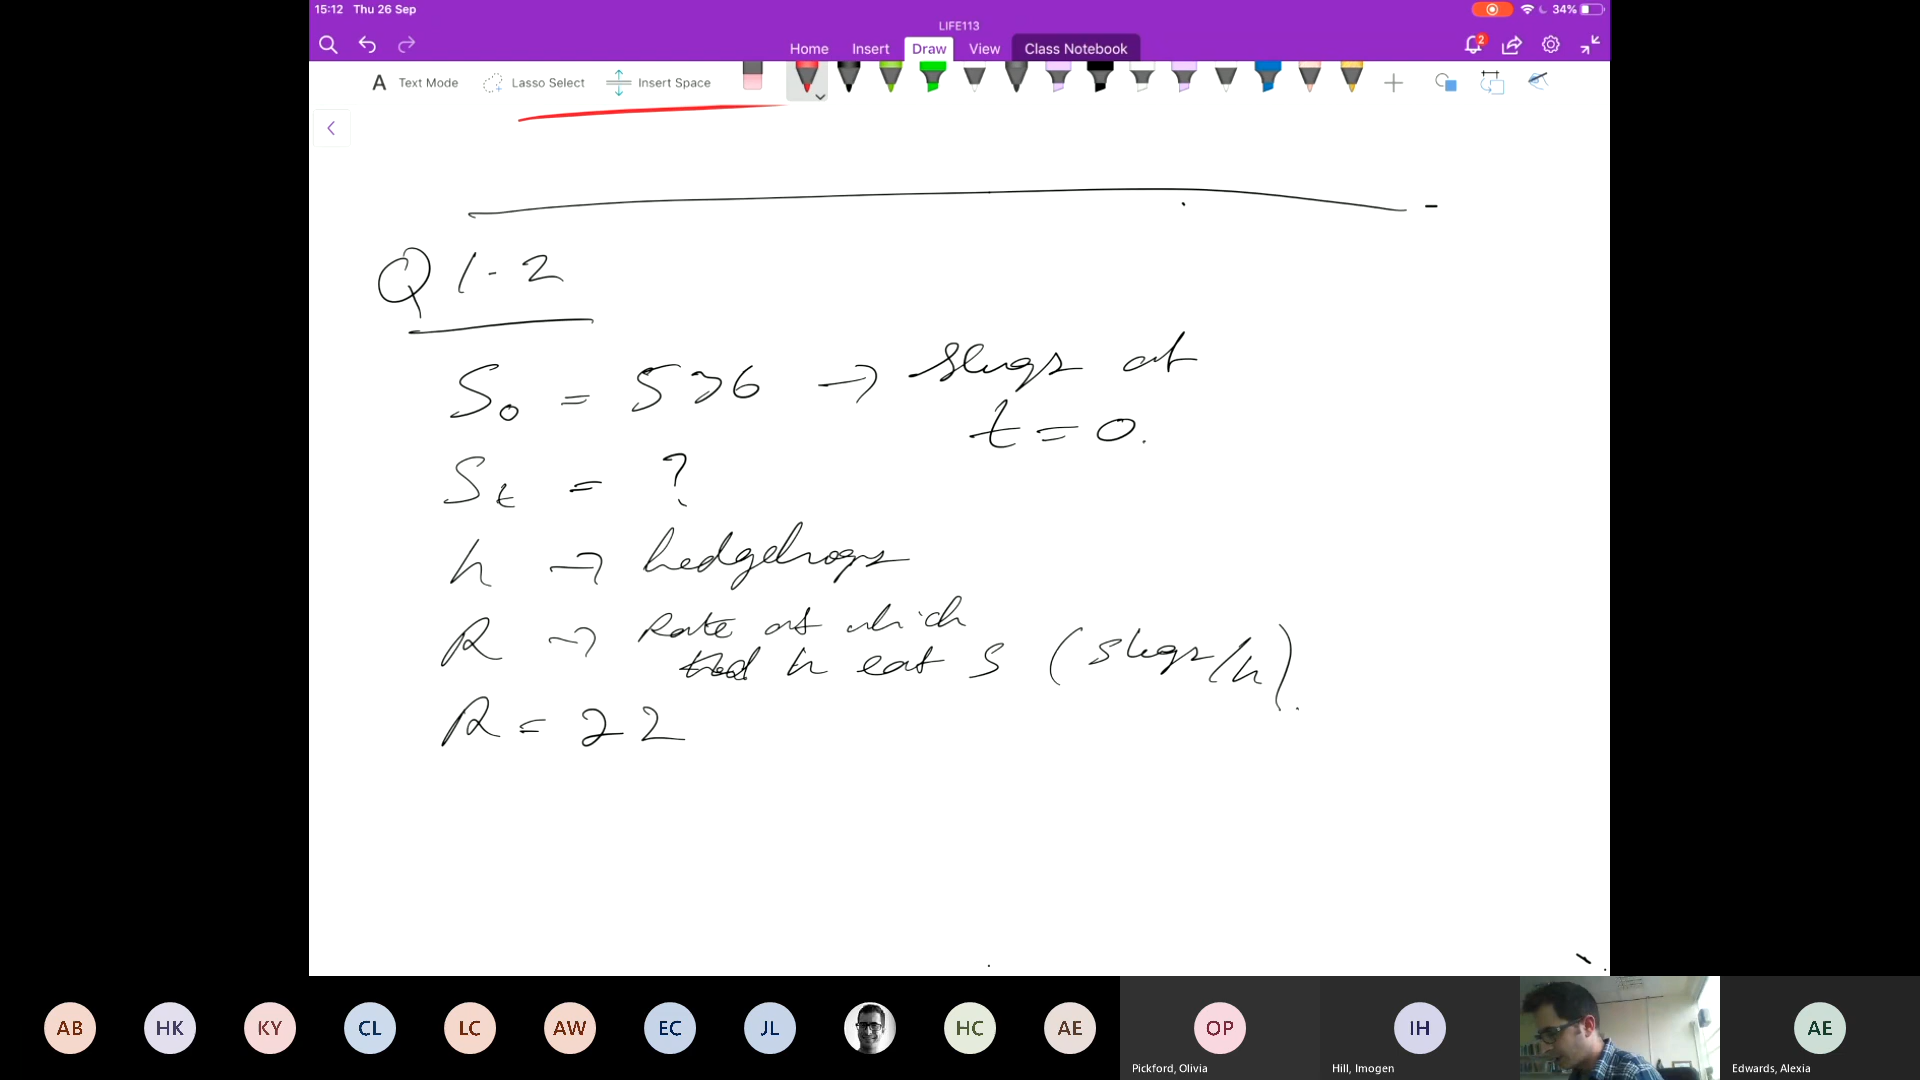 15:12 Thu 26 Sep
34%
LIFE113
Home Insert Draw View Class Notebook
2
Text Mode Lasso Select Insert Space
Q 1.2
S₀ = 536 → slugs at
t = 0.
Sₜ = ?
h → hedgehogs
R → Rate at which
h eat S (slugs/h).
R = 22
AB HK KY CL LC AW EC JL HC AE OP IH AE
Pickford, Olivia Hill, Imogen Edwards, Alexia